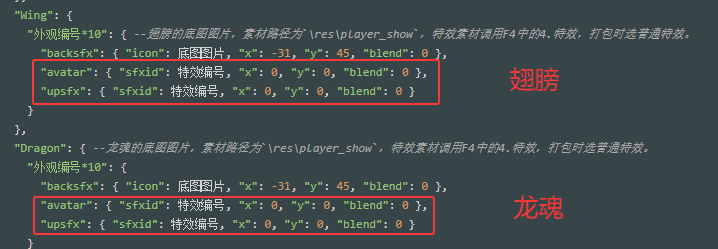 "Wing": {
"外观编号*10": { --翅膀的底图图片，素材路径为`\res\player_show`，特效素材调用F4中的4.特效，打包时选普通特效。
"backsfx": { "icon": 底图图片, "x": -31, "y": 45, "blend": 0 },
"avatar": { "sfxid": 特效编号, "x": 0, "y": 0, "blend": 0 },
"upsfx": { "sfxid": 特效编号, "x": 0, "y": 0, "blend": 0 }
翅膀
}
},
"Dragon": { --龙魂的底图图片，素材路径为`\res\player_show`，特效素材调用F4中的4.特效，打包时选普通特效。
"外观编号*10": {
"backsfx": { "icon": 底图图片, "x": -31, "y": 45, "blend": 0 },
"avatar": { "sfxid": 特效编号, "x": 0, "y": 0, "blend": 0 },
"upsfx": { "sfxid": 特效编号, "x": 0, "y": 0, "blend": 0 }
龙魂
}